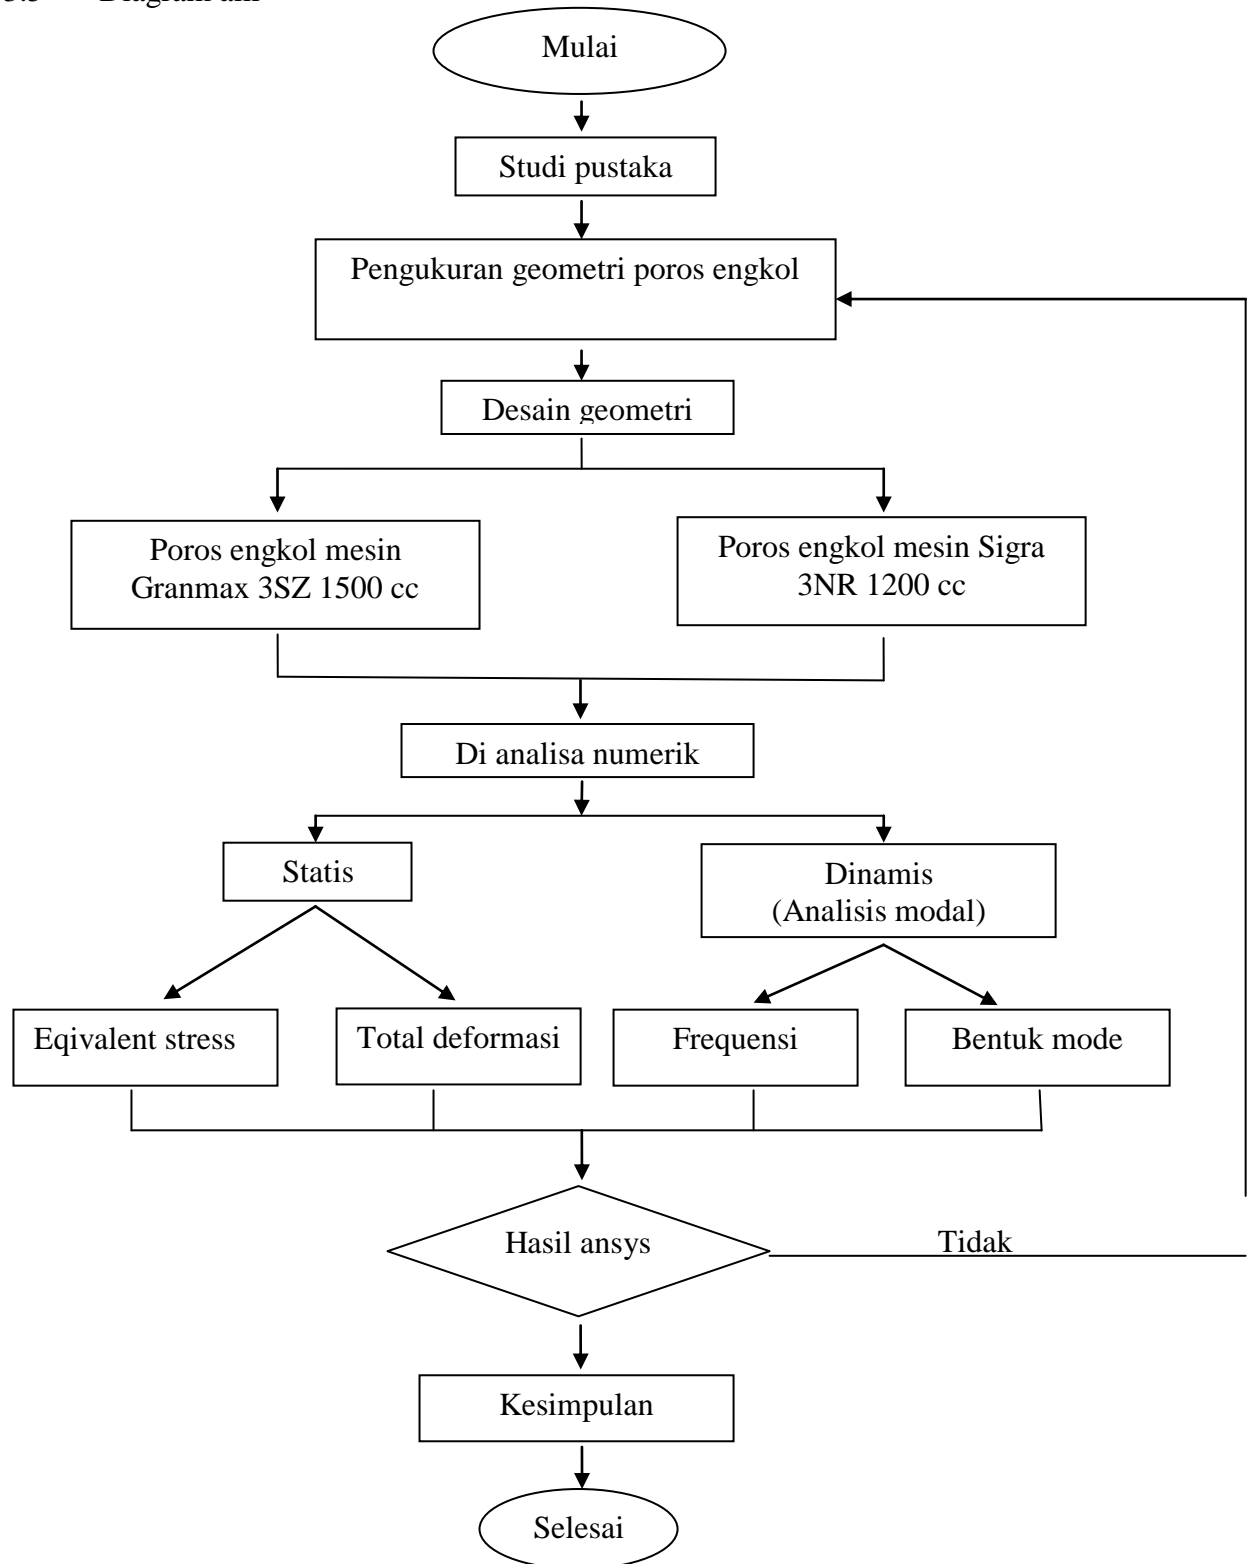 Mulai
Studi pustaka
Pengukuran geometri poros engkol
Desain geometri
Poros engkol mesin
Granmax 3SZ 1500 cc
Poros engkol mesin Sigra
3NR 1200 cc
Di analisa numerik
Statis
Dinamis
(Analisis modal)
Eqivalent stress
Total deformasi
Frequensi
Bentuk mode
Hasil ansys
Tidak
Kesimpulan
Selesai